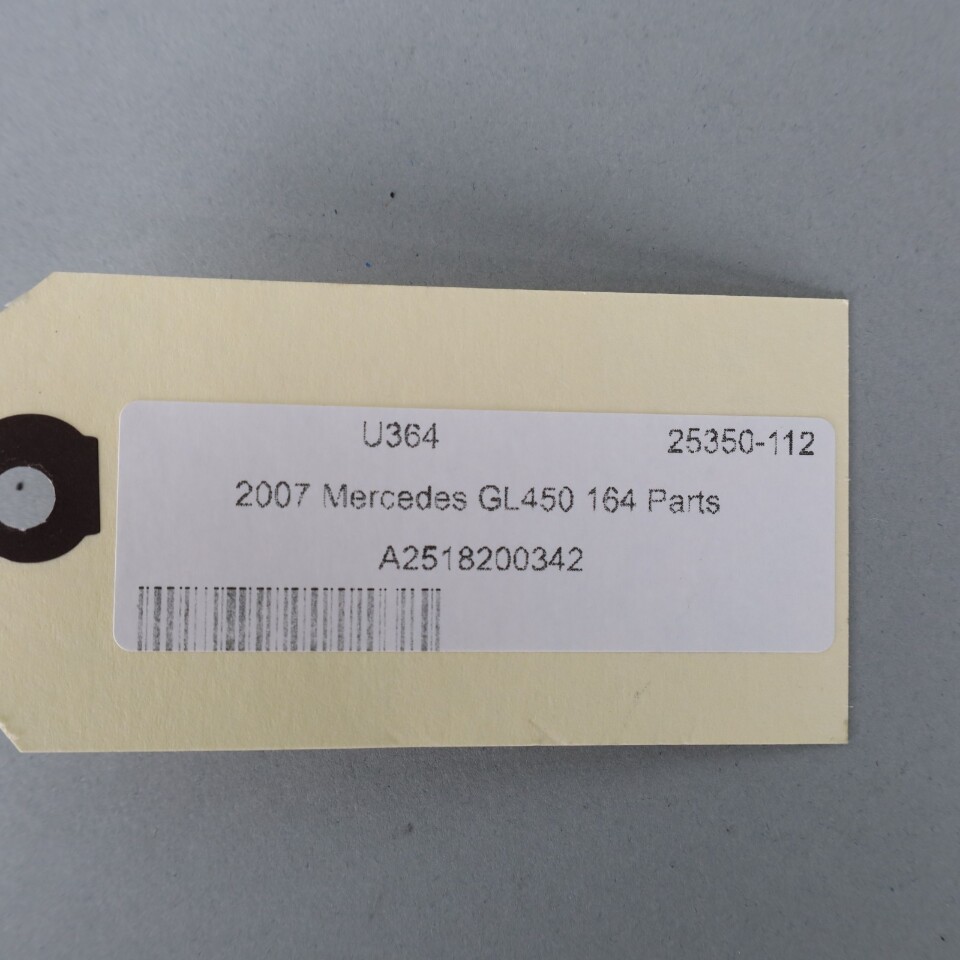 U364 25350-112
2007 Mercedes GL450 164 Parts
A2518200342